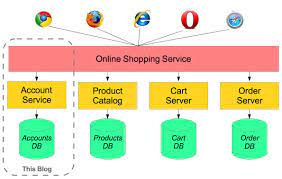 Online Shopping Service
Account
Service
Product
Catalog
Cart
Server
Order
Server
Accounts
DB
Products
DB
Cart
DB
Order
DB
This Blog